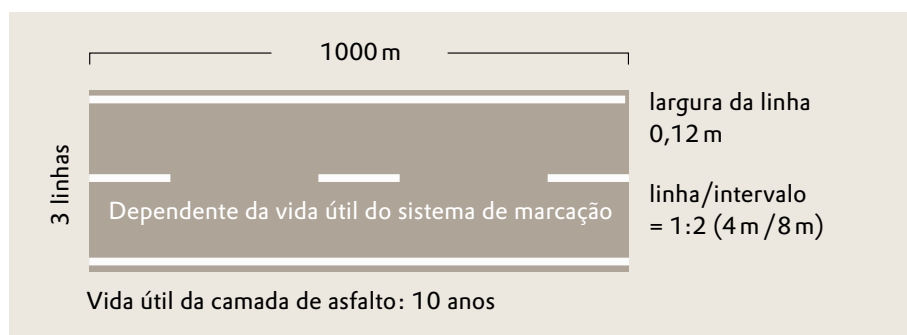 1000 m
largura da linha
0,12 m
3 linhas
linha/intervalo
= 1:2 (4 m / 8 m)
Dependente da vida útil do sistema de marcação
Vida útil da camada de asfalto: 10 anos